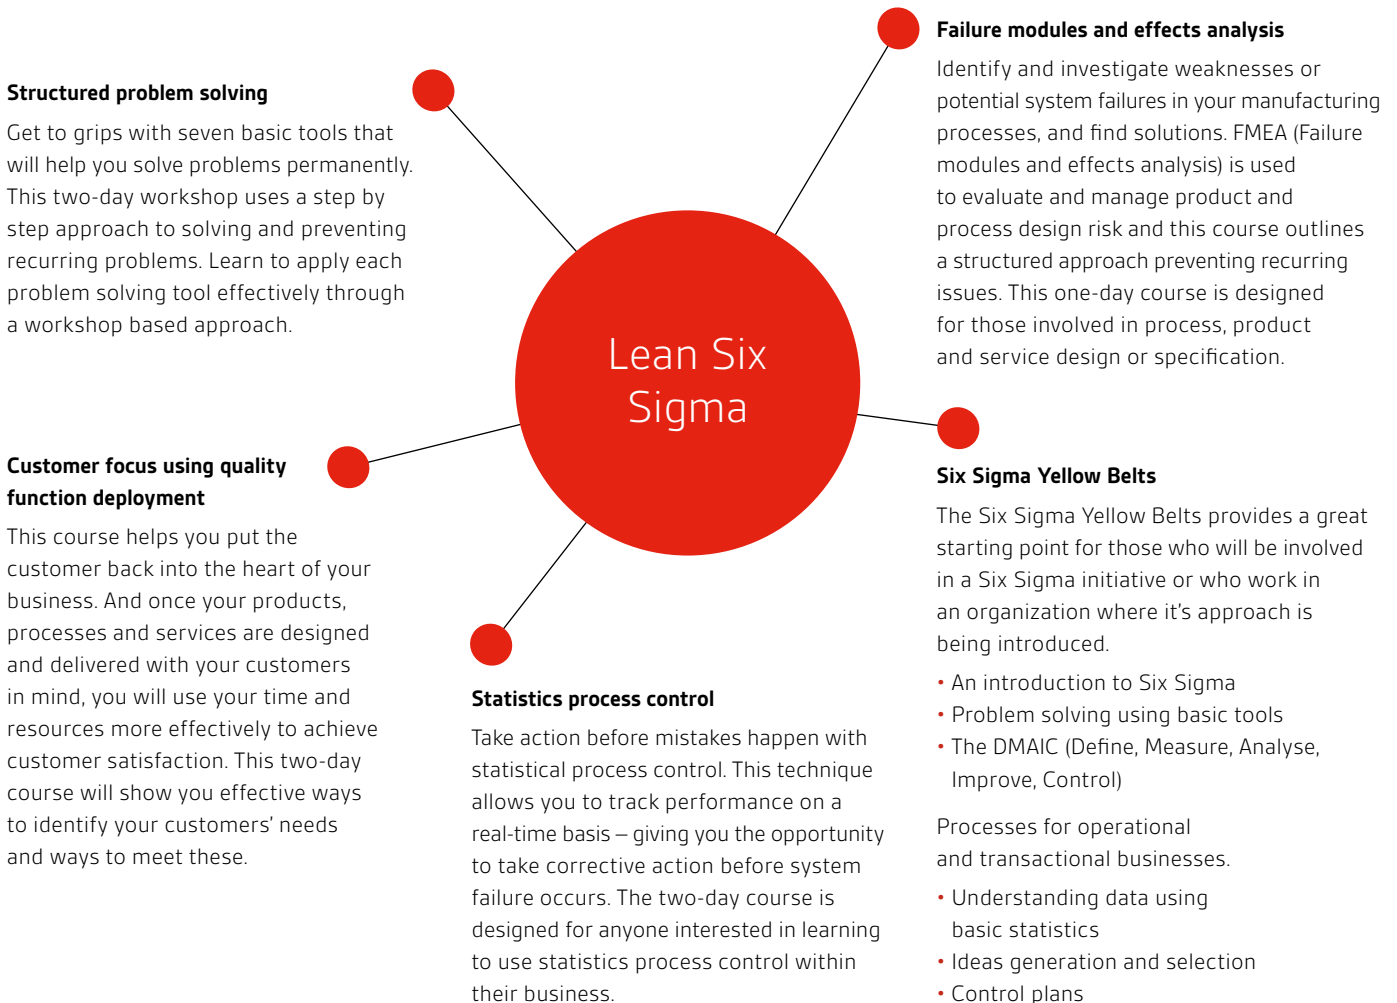 Structured problem solving
Get to grips with seven basic tools that
will help you solve problems permanently.
This two-day workshop uses a step by
step approach to solving and preventing
recurring problems. Learn to apply each
problem solving tool effectively through
a workshop based approach.
Failure modules and effects analysis
Identify and investigate weaknesses or
potential system failures in your manufacturing
processes, and find solutions. FMEA (Failure
modules and effects analysis) is used
to evaluate and manage product and
process design risk and this course outlines
a structured approach preventing recurring
issues. This one-day course is designed
for those involved in process, product
and service design or specification.
Lean Six
Sigma
Customer focus using quality
function deployment
This course helps you put the
customer back into the heart of your
business. And once your products,
processes and services are designed
and delivered with your customers
in mind, you will use your time and
resources more effectively to achieve
customer satisfaction. This two-day
course will show you effective ways
to identify your customers’ needs
and ways to meet these.
Statistics process control
Take action before mistakes happen with
statistical process control. This technique
allows you to track performance on a
real-time basis – giving you the opportunity
to take corrective action before system
failure occurs. The two-day course is
designed for anyone interested in learning
to use statistics process control within
their business.
Six Sigma Yellow Belts
The Six Sigma Yellow Belts provides a great
starting point for those who will be involved
in a Six Sigma initiative or who work in
an organization where it’s approach is
being introduced.
• An introduction to Six Sigma
• Problem solving using basic tools
• The DMAIC (Define, Measure, Analyse,
Improve, Control)
Processes for operational
and transactional businesses.
• Understanding data using
basic statistics
• Ideas generation and selection
• Control plans